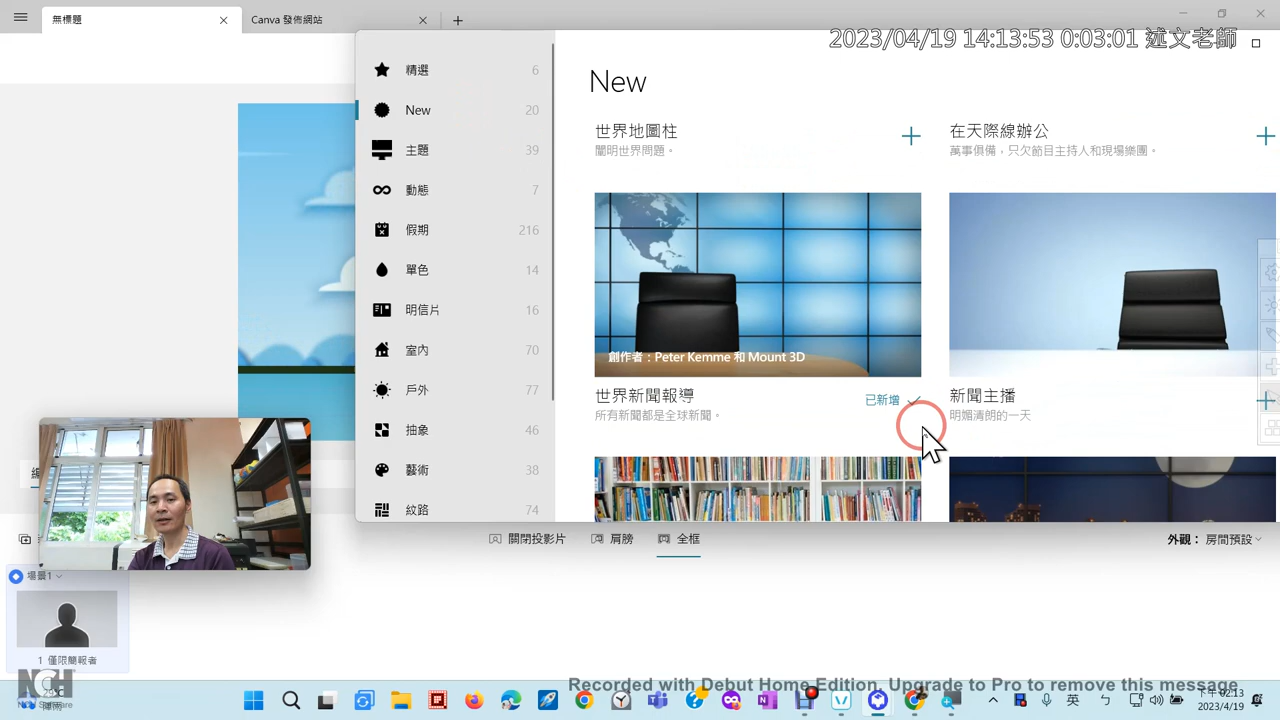 無標題
Canva 發佈網站
2023/04/19 14:13:53 0:03:01 述文老師
精選 6
New 20
主題 39
動態 7
假期 216
單色 14
明信片 16
室內 70
戶外 77
抽象 46
藝術 38
紋路 74
New
世界地圖柱
闡明世界問題。
在天際線辦公
萬事俱備，只欠節目主持人和現場樂團。
創作者：Peter Kemme 和 Mount 3D
世界新聞報導
所有新聞都是全球新聞。
已新增
新聞主播
明媚清朗的一天
關閉投影片
肩膀
全框
外觀： 房間預設
場景1
1 僅限簡報者
NCH Software
Recorded with Debut Home Edition. Upgrade to Pro to remove this message
英
下午 02:13
2023/4/19